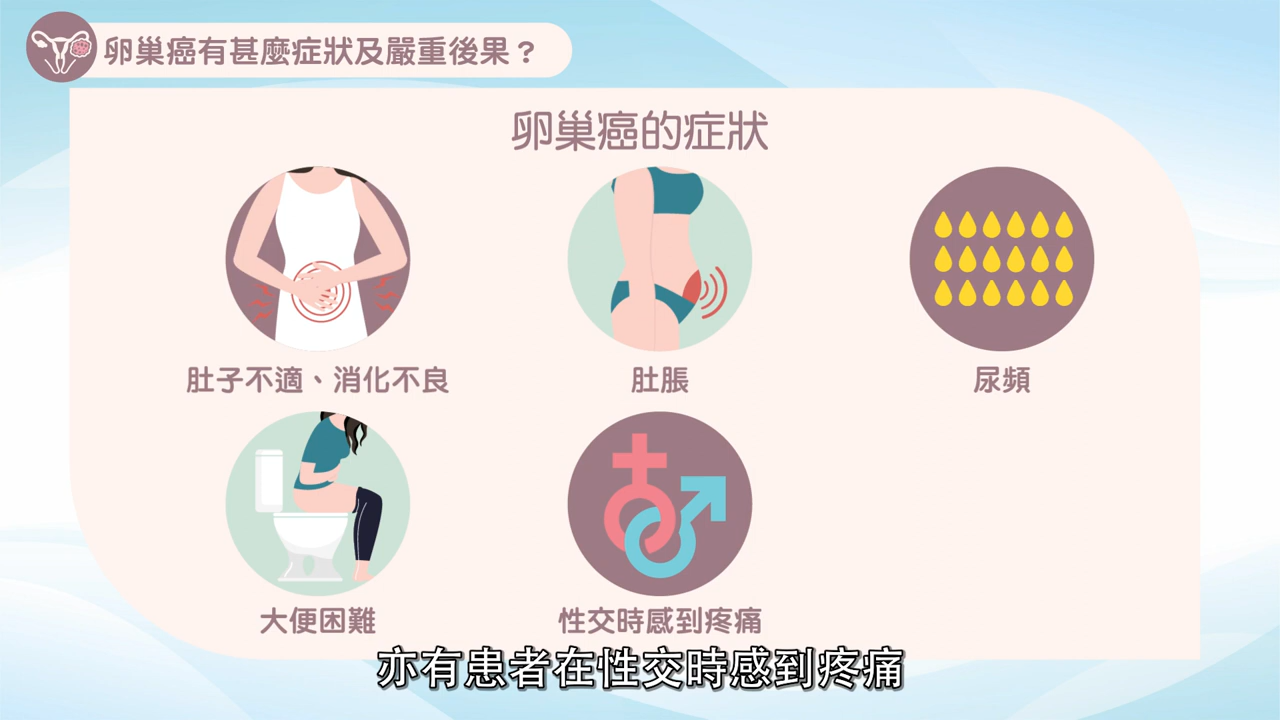 卵巢癌有甚麼症狀及嚴重後果？
卵巢癌的症狀
肚子不適、消化不良
肚脹
尿頻
大便困難
性交時感到疼痛
亦有患者在性交時感到疼痛